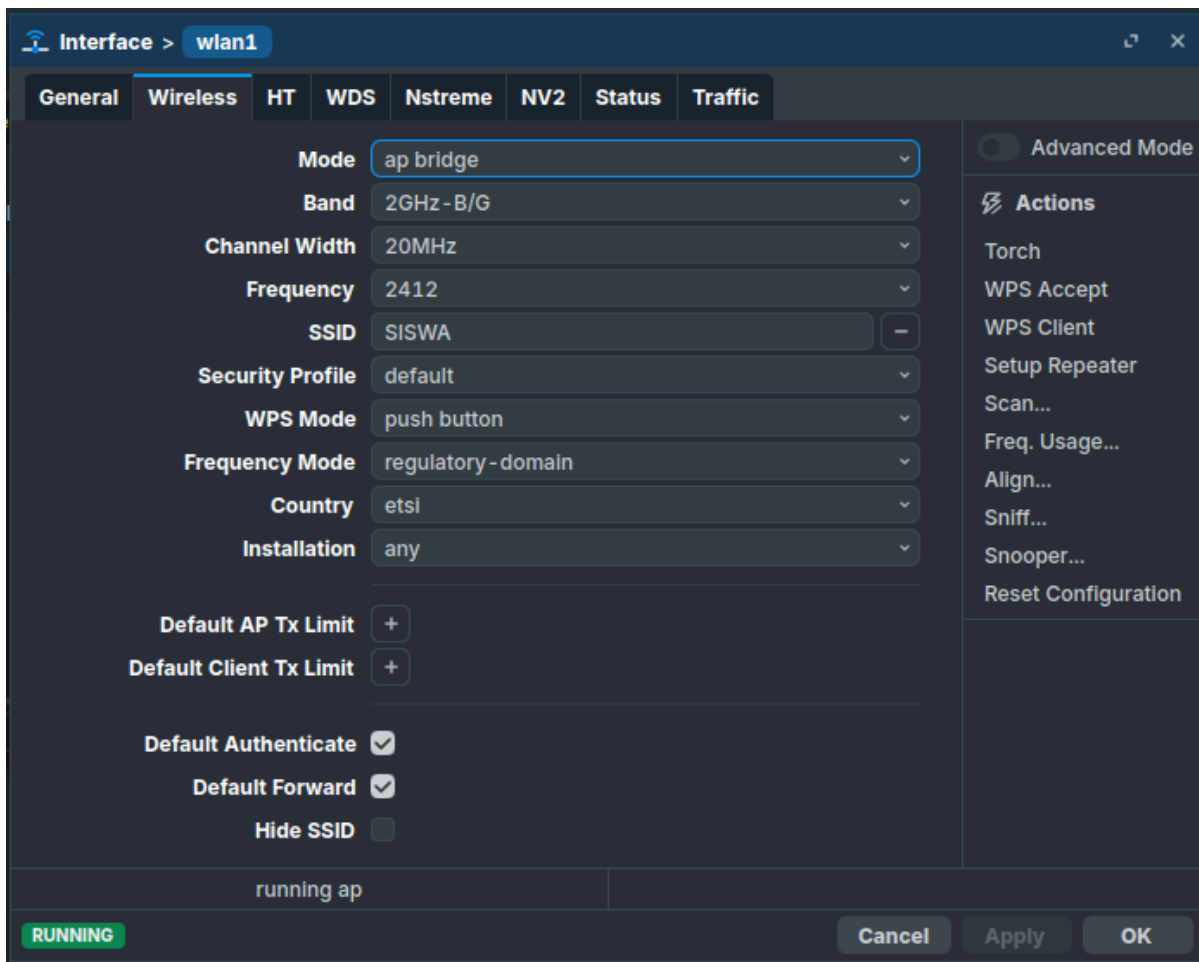 Interface > wlan1
General Wireless HT WDS Nstreme NV2 Status Traffic
Mode ap bridge
Band 2GHz-B/G
Channel Width 20MHz
Frequency 2412
SSID SISWA
Security Profile default
WPS Mode push button
Frequency Mode regulatory-domain
Country etsi
Installation any
Default AP Tx Limit +
Default Client Tx Limit +
Default Authenticate
Default Forward
Hide SSID
Advanced Mode
Actions
Torch
WPS Accept
WPS Client
Setup Repeater
Scan...
Freq. Usage...
Align...
Sniff...
Snooper...
Reset Configuration
running ap
RUNNING Cancel Apply OK